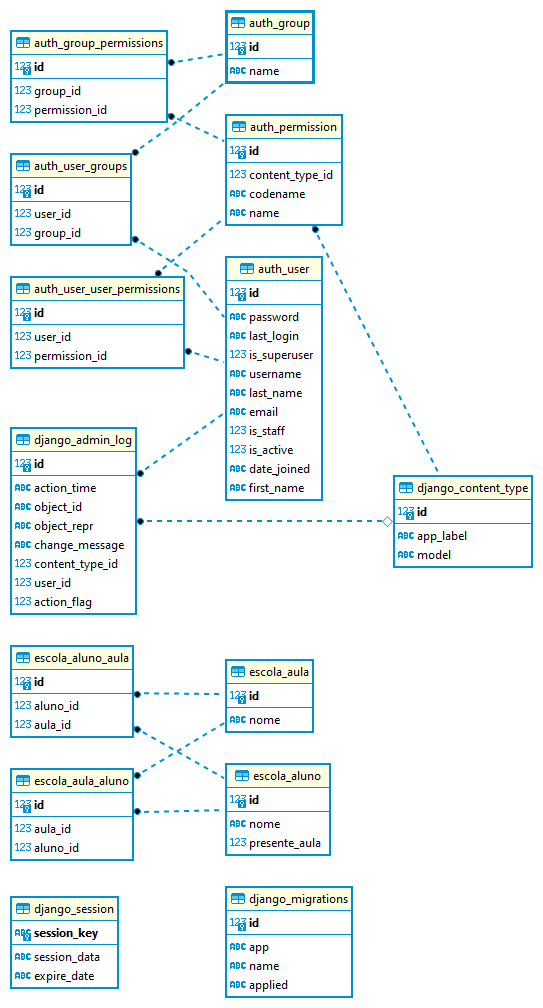 auth_group_permissions
123 id
123 group_id
123 permission_id
auth_group
123 id
ABC name
auth_permission
123 id
123 content_type_id
ABC codename
ABC name
auth_user_groups
123 id
123 user_id
123 group_id
auth_user_user_permissions
123 id
123 user_id
123 permission_id
auth_user
123 id
ABC password
ABC last_login
123 is_superuser
ABC username
ABC last_name
ABC email
123 is_staff
123 is_active
ABC date_joined
ABC first_name
django_admin_log
123 id
ABC action_time
ABC object_id
ABC object_repr
ABC change_message
123 content_type_id
123 user_id
123 action_flag
django_content_type
123 id
ABC app_label
ABC model
escola_aluno_aula
123 id
123 aluno_id
123 aula_id
escola_aula
123 id
ABC nome
escola_aula_aluno
123 id
123 aula_id
123 aluno_id
escola_aluno
123 id
ABC nome
123 presente_aula
django_session
ABC session_key
ABC session_data
ABC expire_date
django_migrations
123 id
ABC app
ABC name
ABC applied